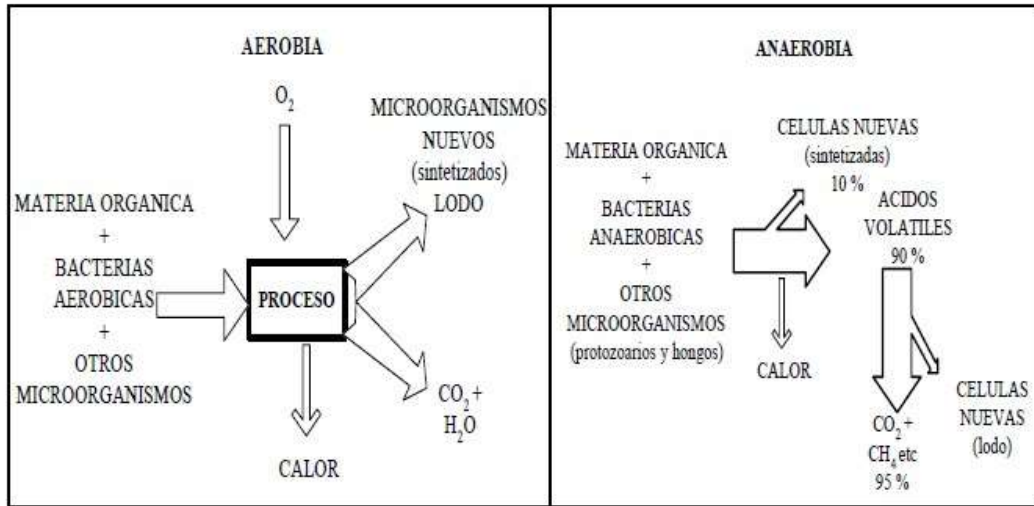 AEROBIA
O₂
MICROORGANISMOS
NUEVOS
(sintetizados)
LODO
MATERIA ORGANICA
+
BACTERIAS
AEROBICAS
+
OTROS
MICROORGANISMOS
PROCESO
CO₂ +
H₂O
CALOR
ANAEROBIA
CELULAS NUEVAS
(sintetizadas)
10 %
MATERIA ORGANICA
+
BACTERIAS
ANAEROBICAS
+
OTROS
MICROORGANISMOS
(protozoarios y hongos)
ACIDOS
VOLATILES
90 %
CALOR
CELULAS
NUEVAS
(lodo)
CO₂ +
CH₄ etc
95 %